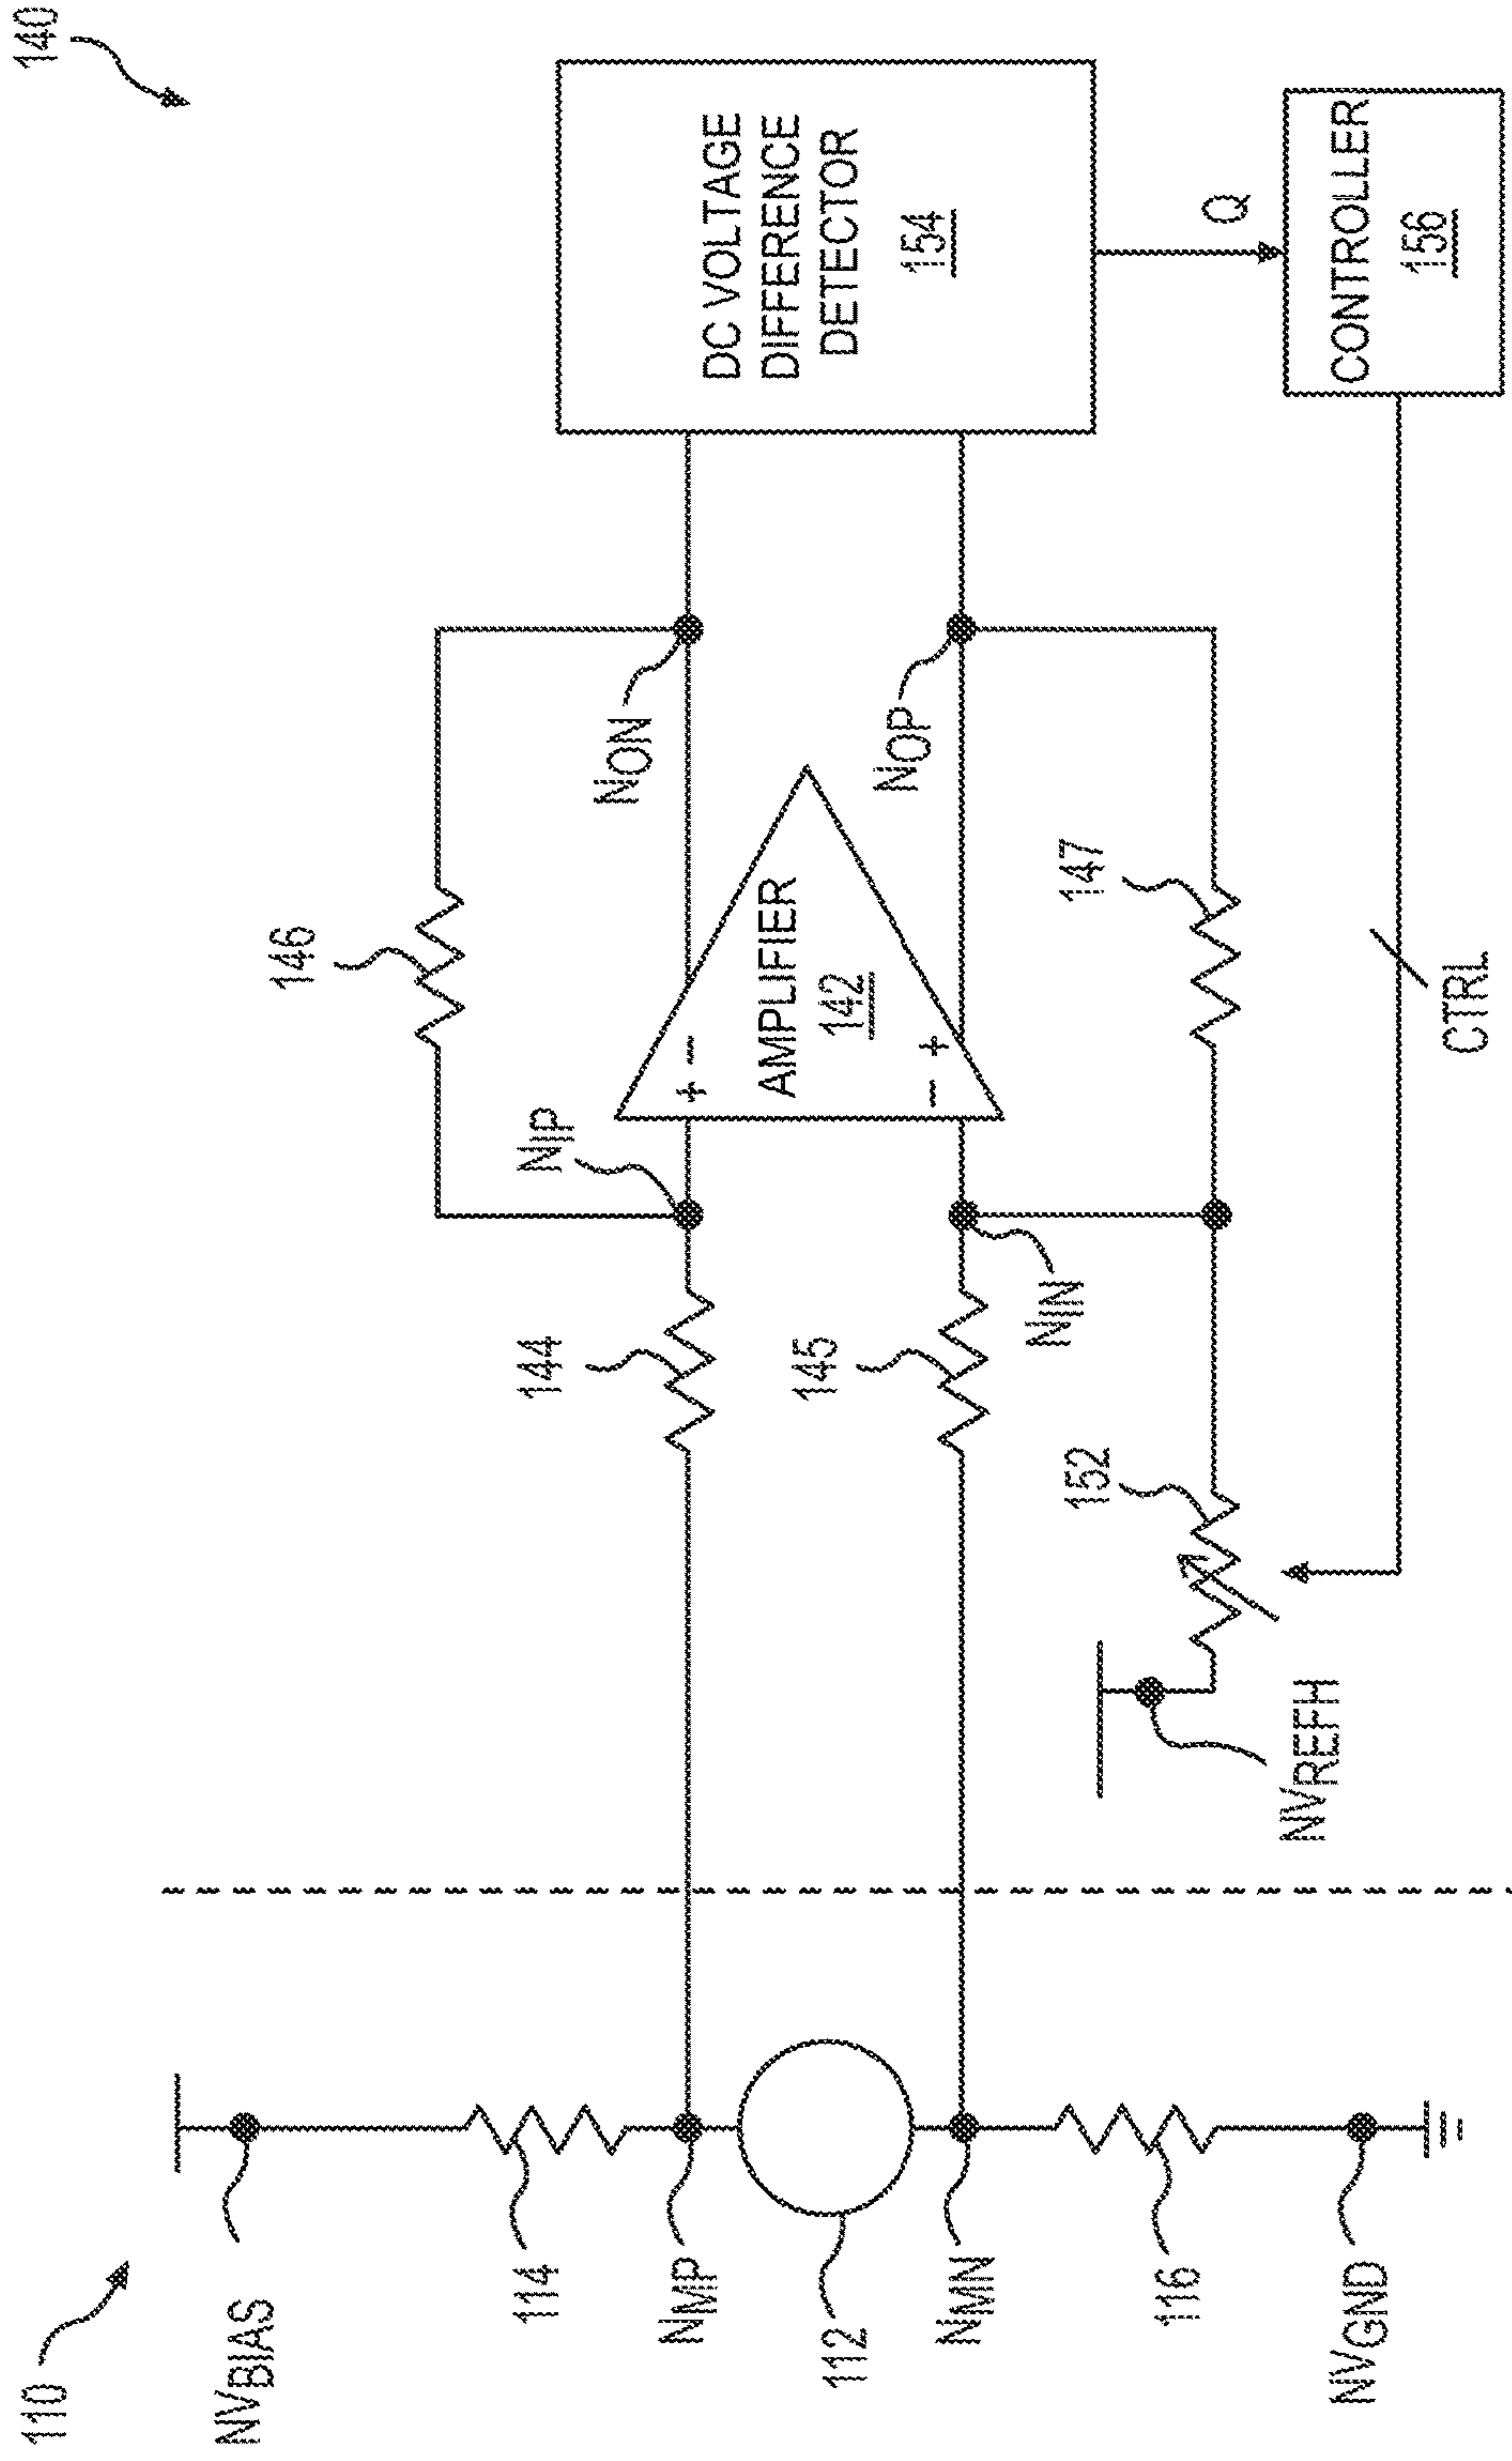 140
110
NVBIAS
114
NMP
112
NMN
116
NVGND
144
145
146
NIP
NIN
AMPLIFIER
142
+ −
− +
NON
NOP
147
152
NVREFH
DC VOLTAGE
DIFFERENCE
DETECTOR
154
Q
CONTROLLER
156
CTRL